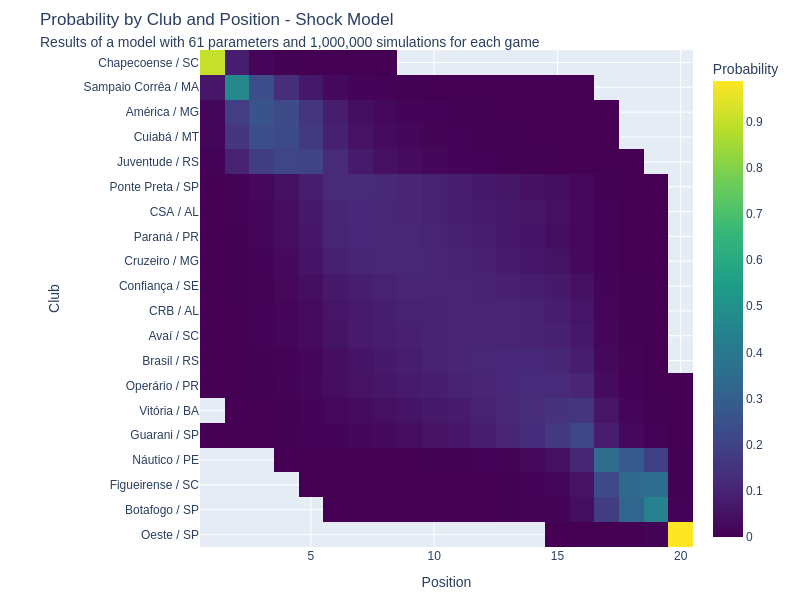 Probability by Club and Position - Shock Model
Results of a model with 61 parameters and 1,000,000 simulations for each game
Probability
Club
Chapecoense / SC
Sampaio Corrêa / MA
América / MG
Cuiabá / MT
Juventude / RS
Ponte Preta / SP
CSA / AL
Paraná / PR
Cruzeiro / MG
Confiança / SE
CRB / AL
Avaí / SC
Brasil / RS
Operário / PR
Vitória / BA
Guarani / SP
Náutico / PE
Figueirense / SC
Botafogo / SP
Oeste / SP
0.9
0.8
0.7
0.6
0.5
0.4
0.3
0.2
0.1
0
5
10
15
20
Position